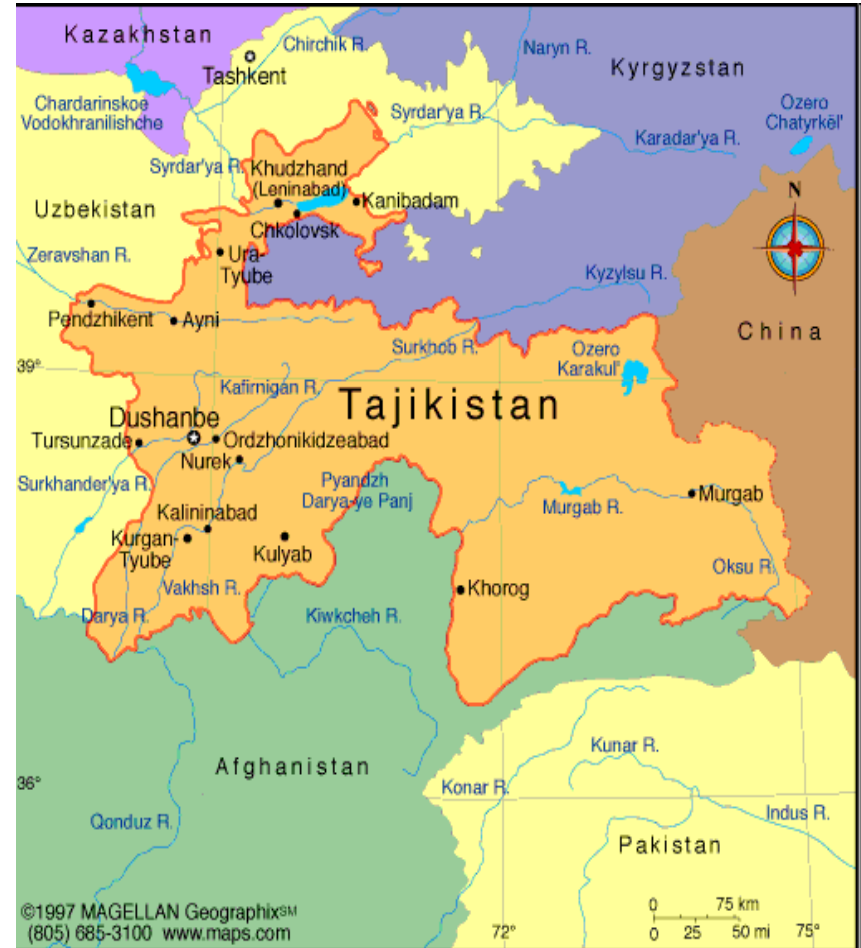 Kazakhstan
Chirchik R.
Naryn R.
Tashkent
Kyrgyzstan
Chardarinskoe
Vodokhranilishche
Syrdar'ya R.
Ozero
Chatyrkël'
Karadar'ya R.
Syrdar'ya R.
Khudzhand
(Leninabad)
Kanibadam
N
Uzbekistan
Chkolovsk
Zeravshan R.
Ura-
Tyube
Kyzylsu R.
Pendzhikent
Ayni
China
Surkhob R.
Ozero
Karakul'
39°
Kafirnigan R.
Tajikistan
Dushanbe
Tursunzade
Ordzhonikidzeabad
Nurek
Surkhander'ya R.
Pyandzh
Darya-ye Panj
Murgab
Murgab R.
Kalininabad
Kurgan-
Tyube
Kulyab
Oksu R.
Vakhsh R.
Khorog
Darya R.
Kiwkcheh R.
Afghanistan
Kunar R.
36°
Konar R.
Qonduz R.
Indus R.
Pakistan
©1997 MAGELLAN Geographix℠
(805) 685-3100 www.maps.com
0 75 km
0 25 50 mi
72°
75°